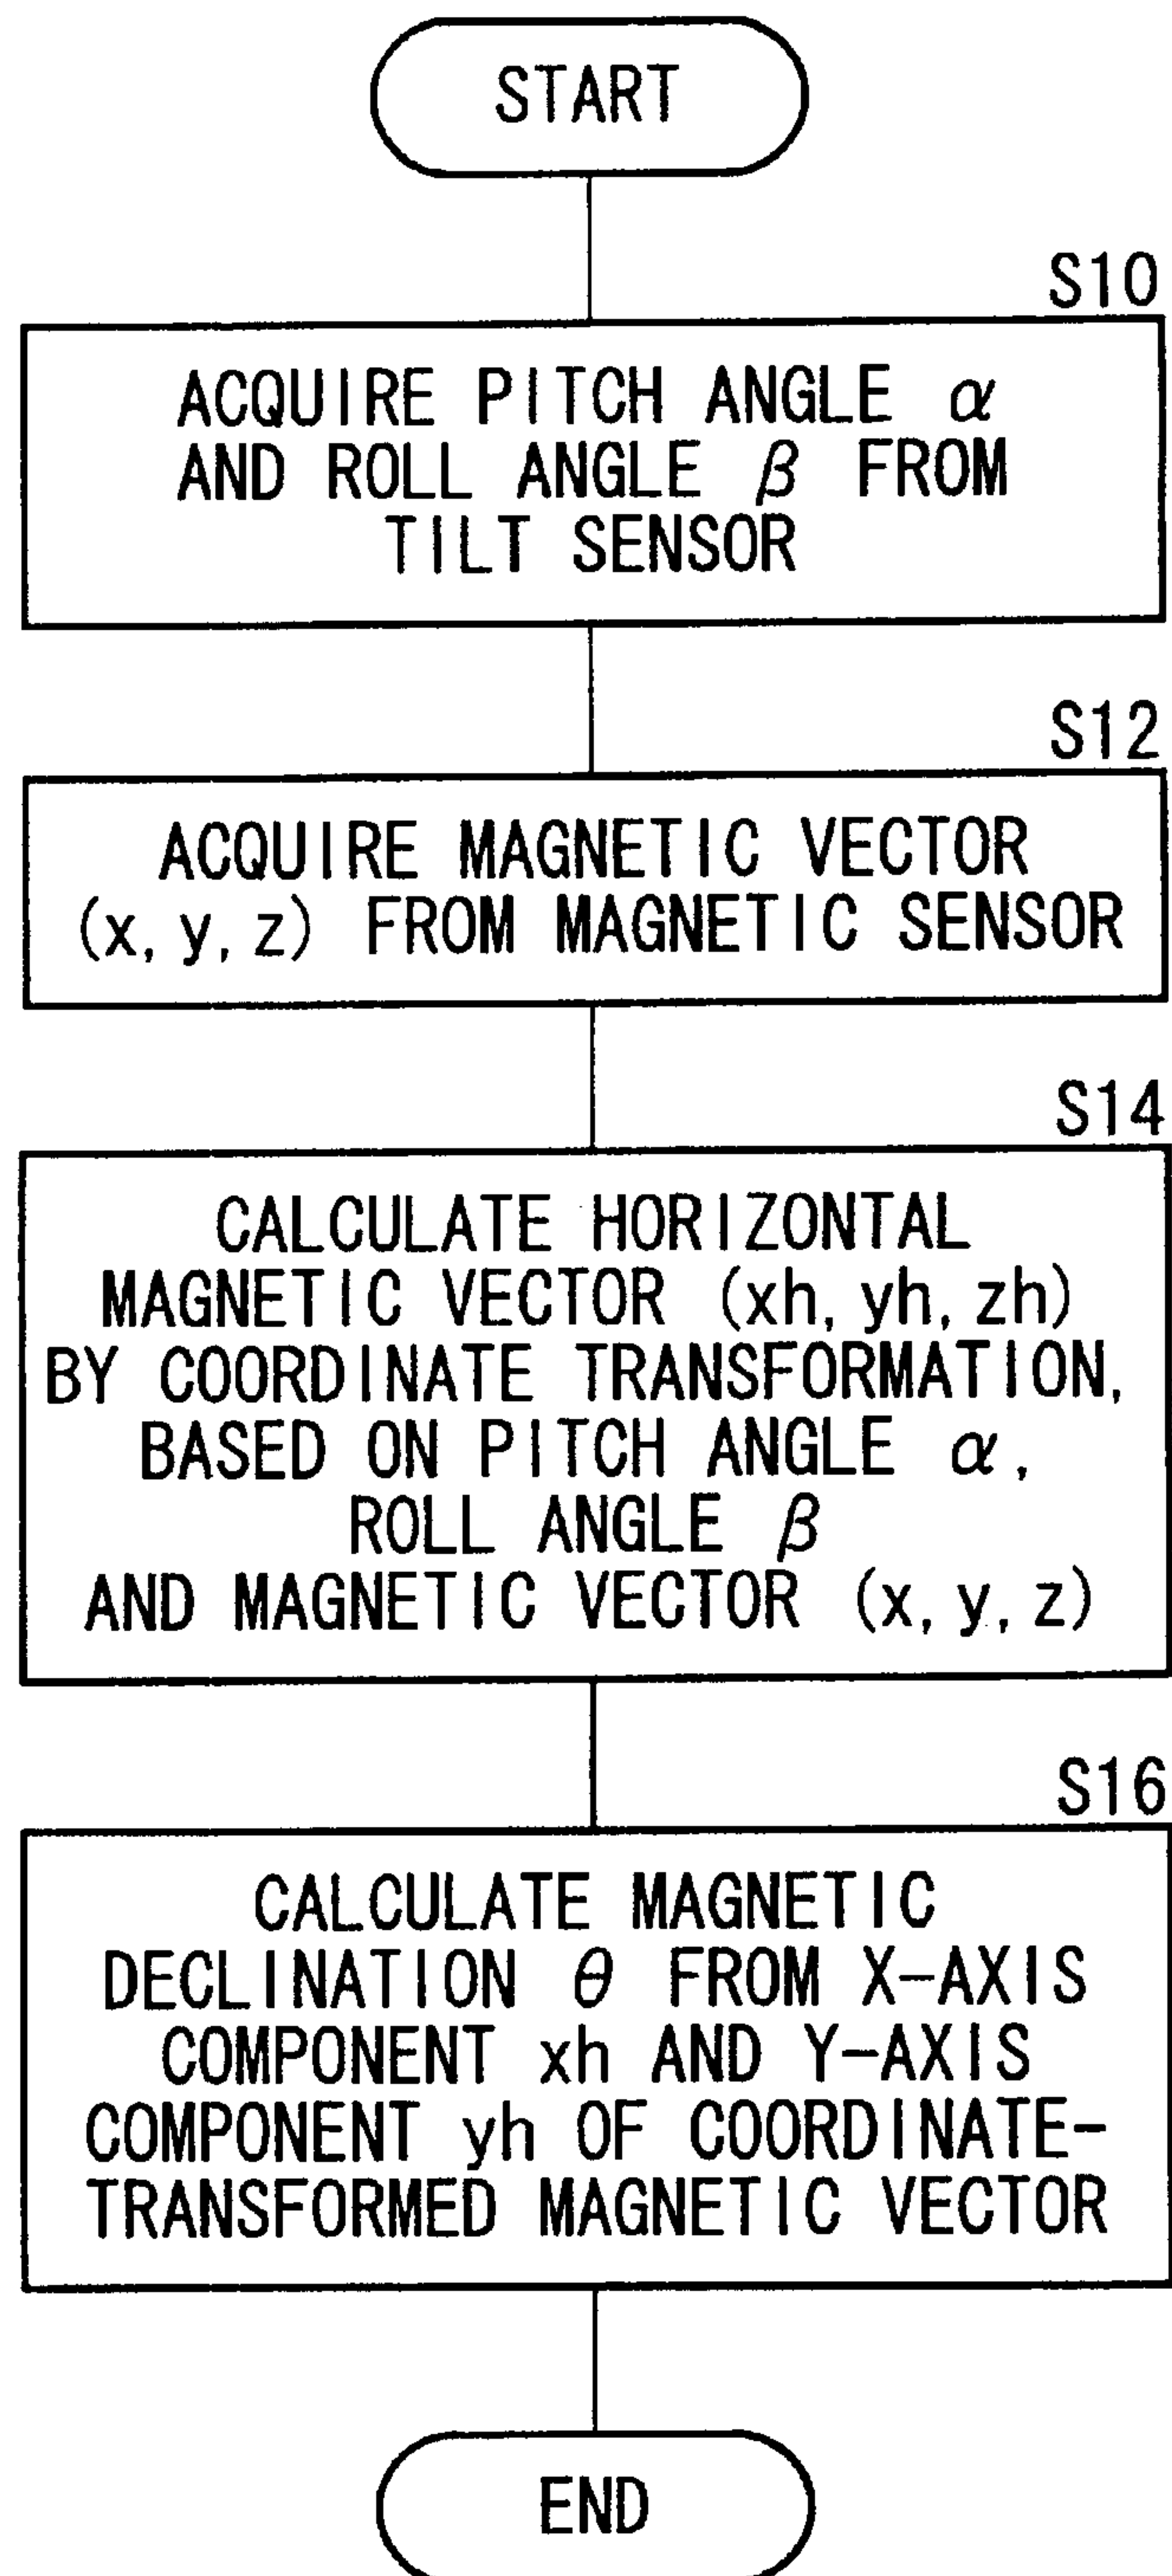 START
S10
ACQUIRE PITCH ANGLE α
AND ROLL ANGLE β FROM
TILT SENSOR
S12
ACQUIRE MAGNETIC VECTOR
(x, y, z) FROM MAGNETIC SENSOR
S14
CALCULATE HORIZONTAL
MAGNETIC VECTOR (xh, yh, zh)
BY COORDINATE TRANSFORMATION,
BASED ON PITCH ANGLE α,
ROLL ANGLE β
AND MAGNETIC VECTOR (x, y, z)
S16
CALCULATE MAGNETIC
DECLINATION θ FROM X-AXIS
COMPONENT xh AND Y-AXIS
COMPONENT yh OF COORDINATE-
TRANSFORMED MAGNETIC VECTOR
END